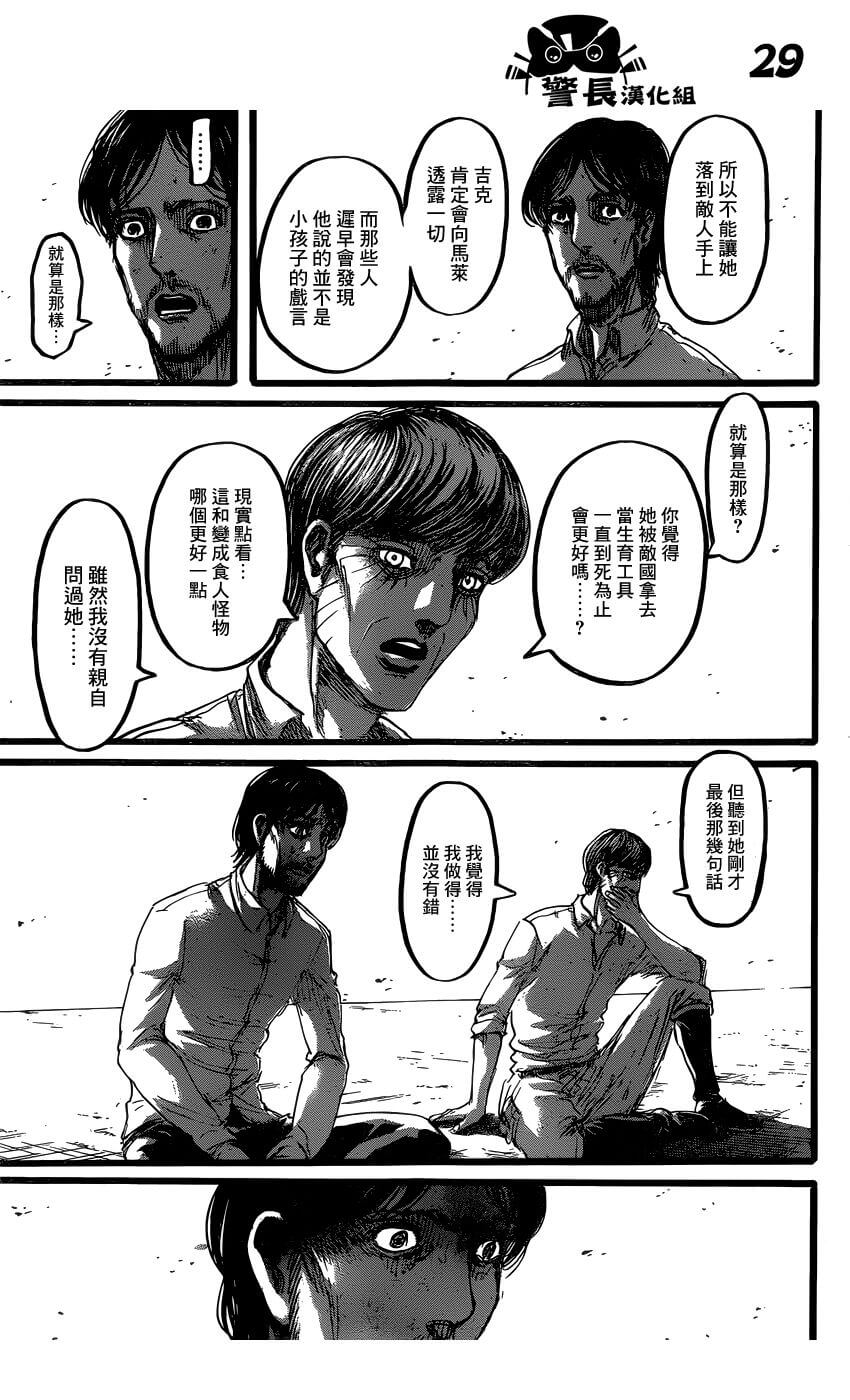 警長漢化組
29
所以不能讓她
落到敵人手上
吉克
肯定會向馬萊
透露一切
而那些人
遲早會發現
他說的並不是
小孩子的戲言
……
就算是那樣…
就算是那樣？
你覺得
她被敵國拿去
當生育工具
一直到死為止
會更好嗎……？
現實點看…
這和變成食人怪物
哪個更好一點
雖然我沒有親自
問過她……
但聽到她剛才
最後那幾句話
我覺得
我做得……
並沒有錯